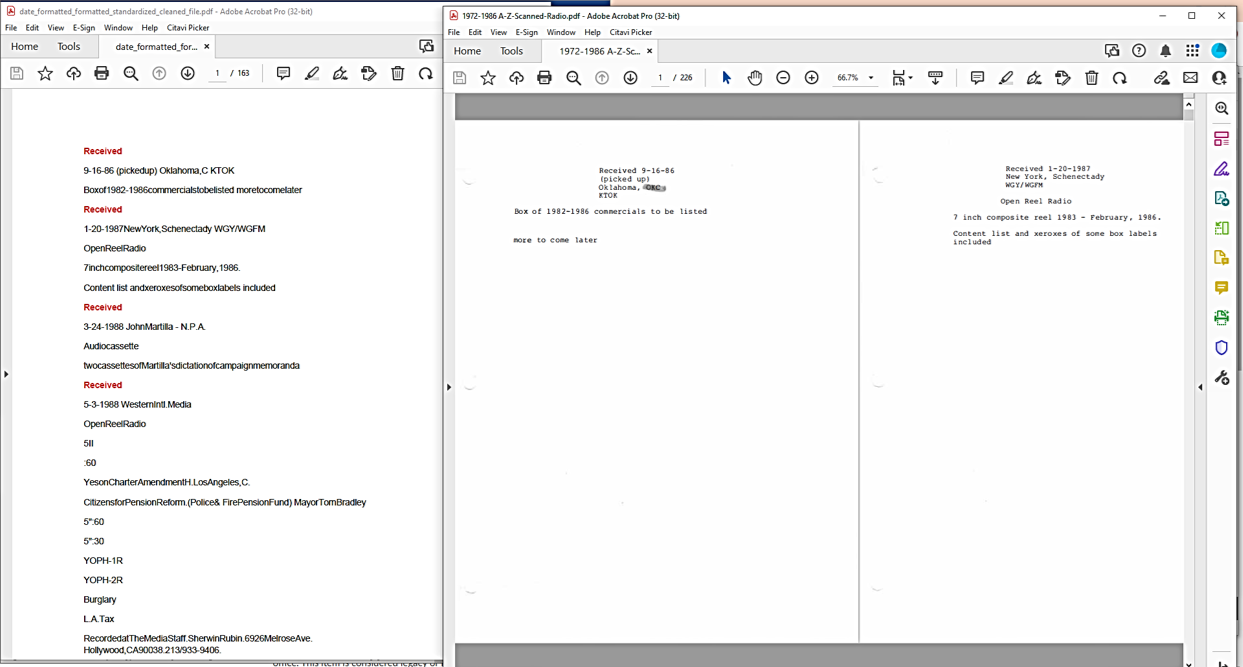 date_formatted_formatted_standardized_cleaned_file.pdf - Adobe Acrobat Pro (32-bit)
File Edit View E-Sign Window Help Citavi Picker
Home Tools date_formatted_for... ×
1 / 163
Received
9-16-86 (pickedup) Oklahoma,C KTOK
Boxof1982-1986commercialstobelisted moretocomelater
Received
1-20-1987NewYork,Schenectady WGY/WGFM
OpenReelRadio
7inchcompositereel1983-February,1986.
Content list andxeroxesofsomeboxlabels included
Received
3-24-1988 JohnMartilla - N.P.A.
Audiocassette
twocassettesofMartilla'sdictationofcampaignmemoranda
Received
5-3-1988 WesternIntl.Media
OpenReelRadio
5II
:60
YesonCharterAmendmentH.LosAngeles,C.
CitizensforPensionReform.(Police& FirePensionFund) MayorTomBradley
5":60
5":30
YOPH-1R
YOPH-2R
Burglary
L.A.Tax
RecordedatTheMediaStaff.SherwinRubin.6926MelroseAve.
Hollywood,CA90038.213/933-9406.
office. This item is considered legacy of
1972-1986 A-Z-Scanned-Radio.pdf - Adobe Acrobat Pro (32-bit)
File Edit View E-Sign Window Help Citavi Picker
Home Tools 1972-1986 A-Z-Sc... ×
1 / 226 66.7%
Received 9-16-86
(picked up)
Oklahoma, OKC
KTOK
Box of 1982-1986 commercials to be listed
more to come later
Received 1-20-1987
New York, Schenectady
WGY/WGFM
Open Reel Radio
7 inch composite reel 1983 - February, 1986.
Content list and xeroxes of some box labels
included